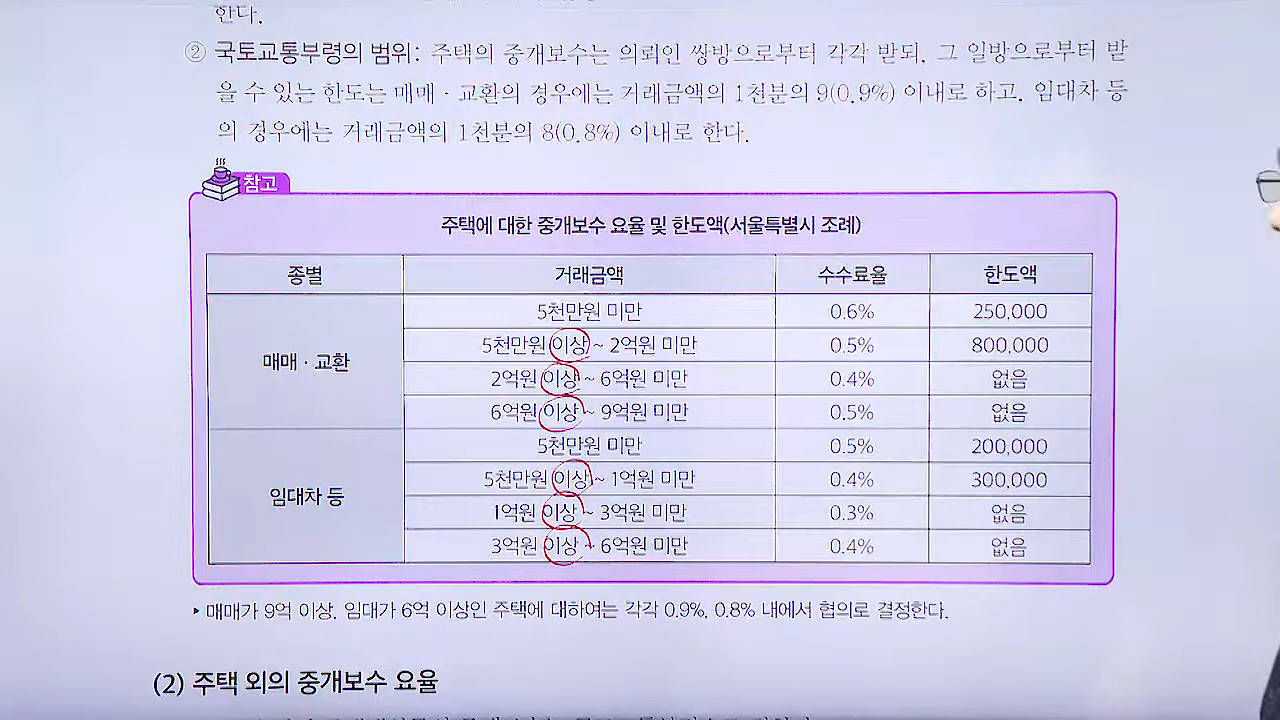 한다.
② 국토교통부령의 범위: 주택의 중개보수는 의뢰인 쌍방으로부터 각각 받되, 그 일방으로부터 받
을 수 있는 한도는 매매·교환의 경우에는 거래금액의 1천분의 9(0.9%) 이내로 하고, 임대차 등
의 경우에는 거래금액의 1천분의 8(0.8%) 이내로 한다.
참고
주택에 대한 중개보수 요율 및 한도액(서울특별시 조례)
종별 거래금액 수수료율 한도액
매매·교환
5천만원 미만 0.6% 250,000
5천만원 이상 ~ 2억원 미만 0.5% 800,000
2억원 이상 ~ 6억원 미만 0.4% 없음
6억원 이상 ~ 9억원 미만 0.5% 없음
임대차 등
5천만원 미만 0.5% 200,000
5천만원 이상 ~ 1억원 미만 0.4% 300,000
1억원 이상 ~ 3억원 미만 0.3% 없음
3억원 이상 ~ 6억원 미만 0.4% 없음
▸ 매매가 9억 이상, 임대가 6억 이상인 주택에 대하여는 각각 0.9%, 0.8% 내에서 협의로 결정한다.
(2) 주택 외의 중개보수 요율